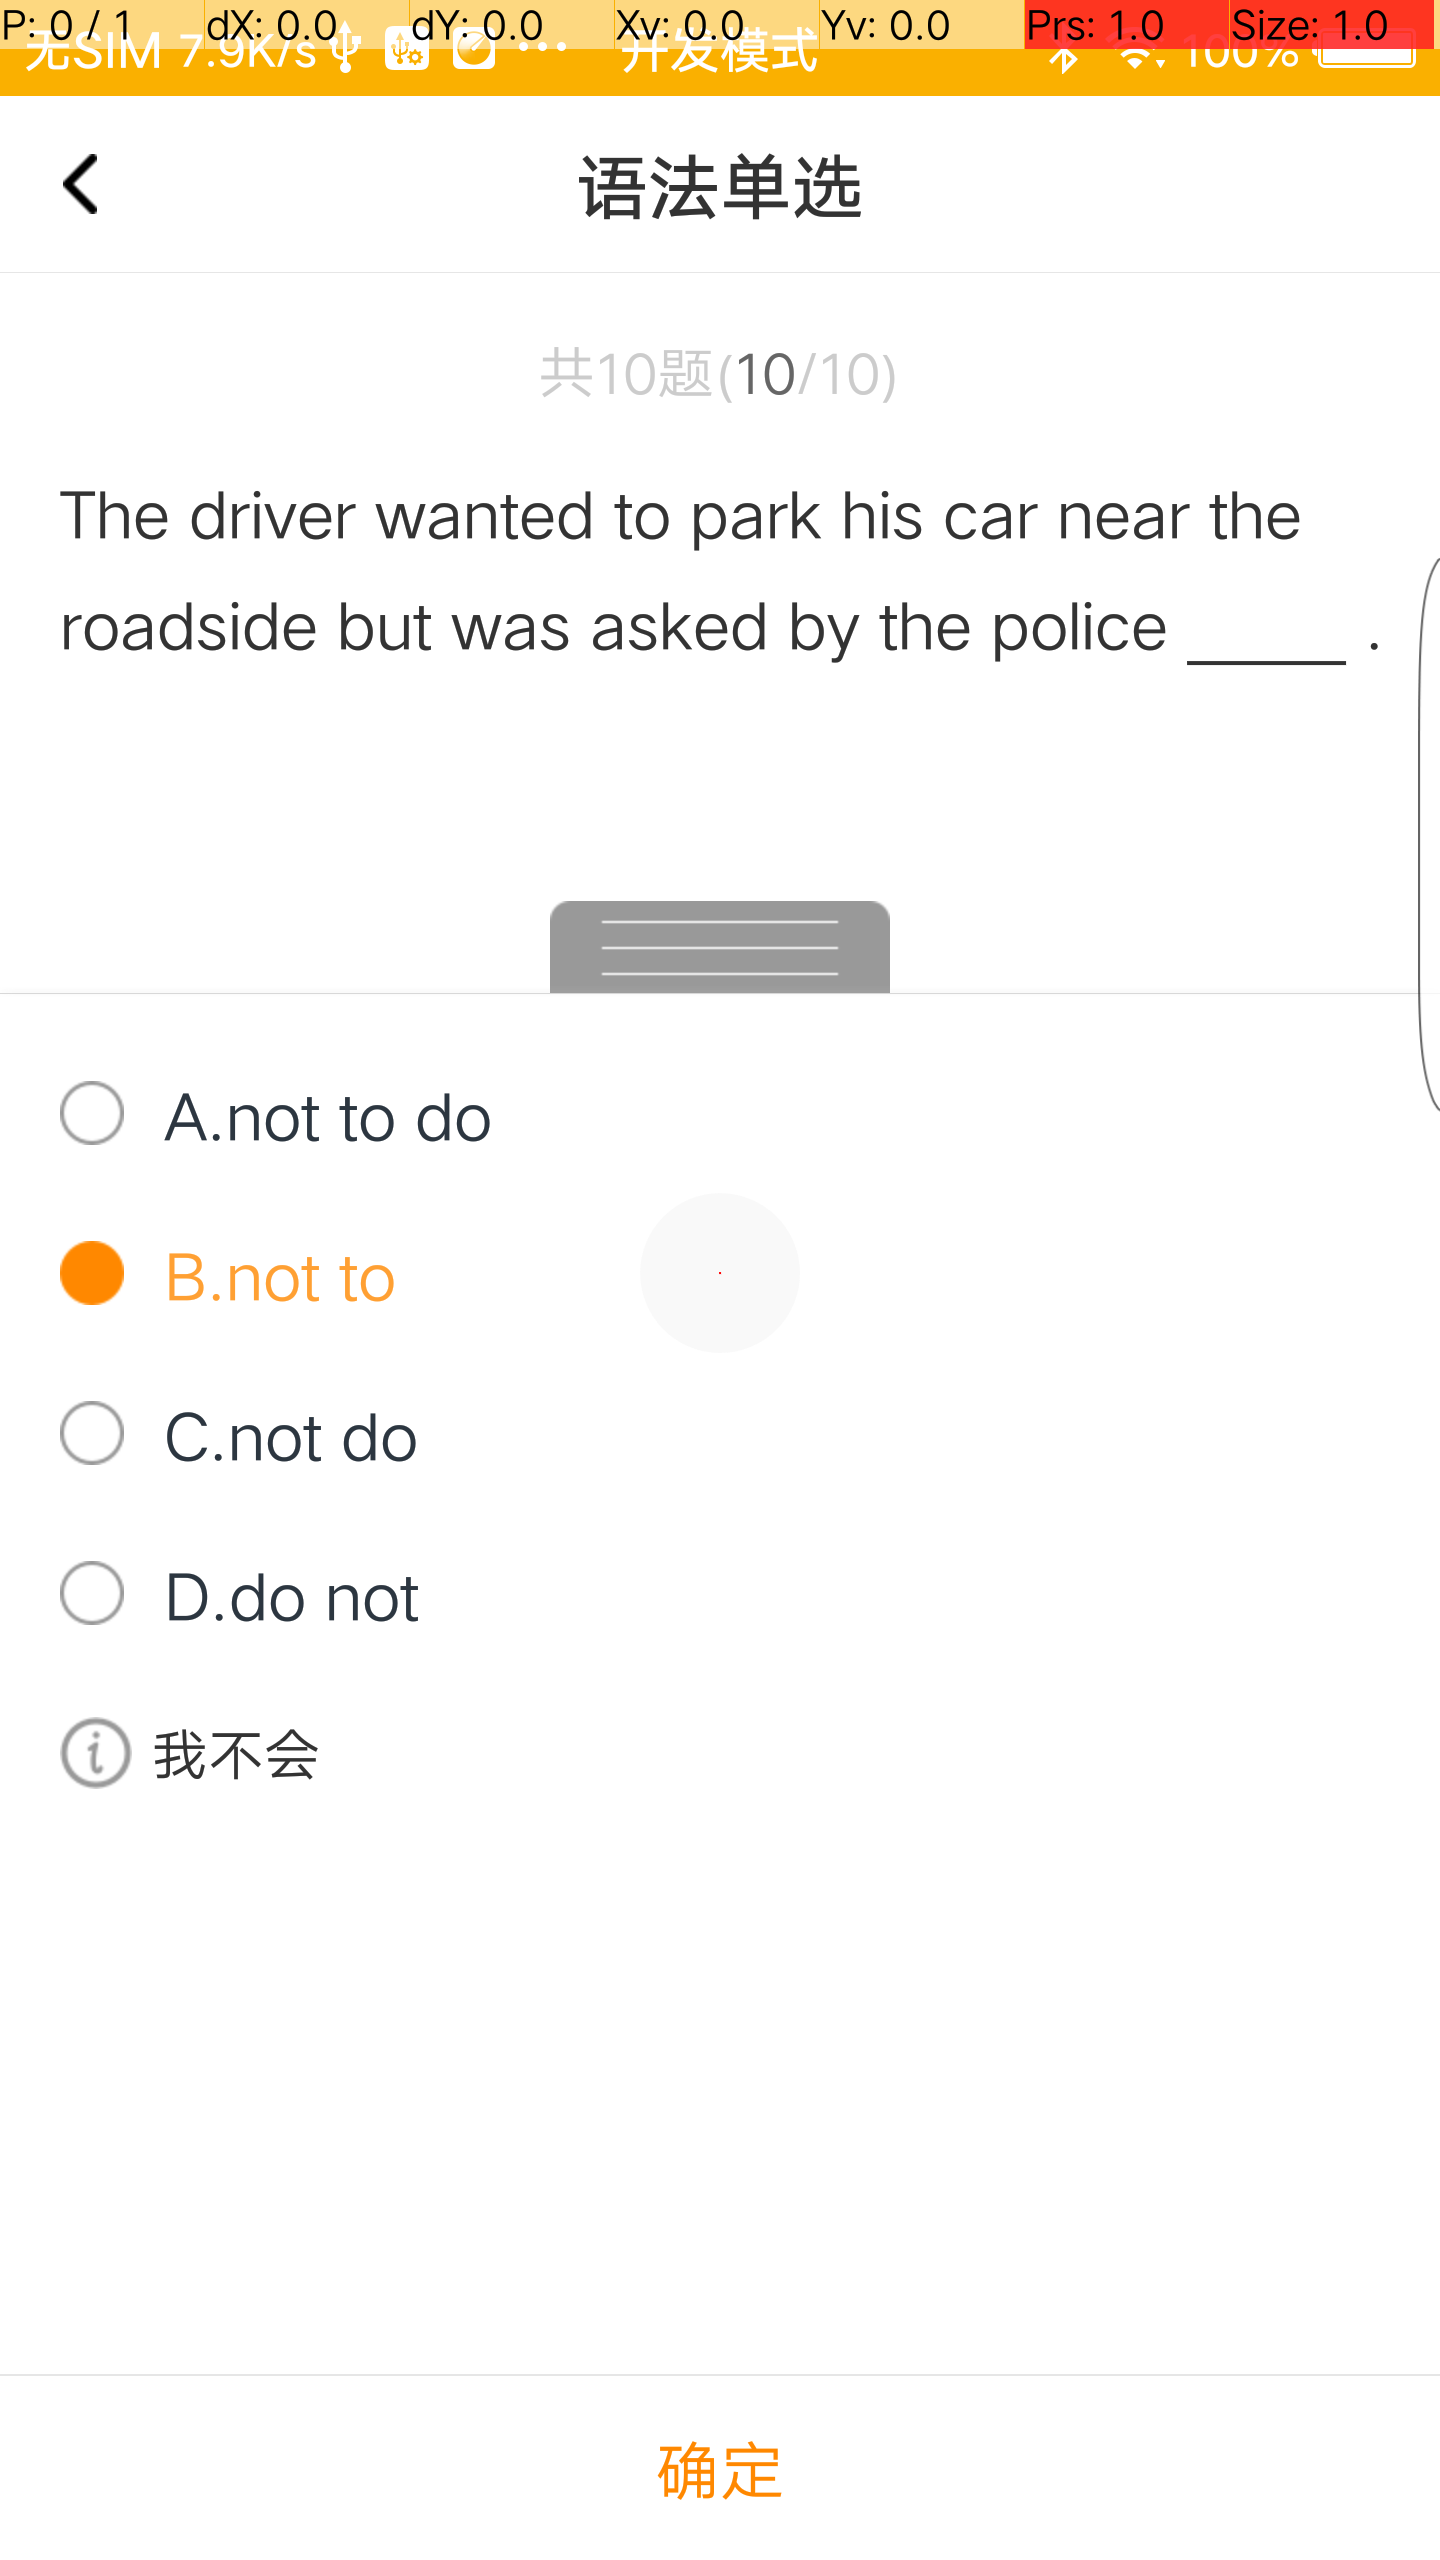 P: 0 / 1 dX: 0.0 dY: 0.0 Xv: 0.0 Yv: 0.0 Prs: 1.0 Size: 1.0
无SIM 7.9K/s ... 开发模式 100%
语法单选
共10题(10/10)
The driver wanted to park his car near the
roadside but was asked by the police _____ .
A.not to do
B.not to
C.not do
D.do not
i 我不会
确定